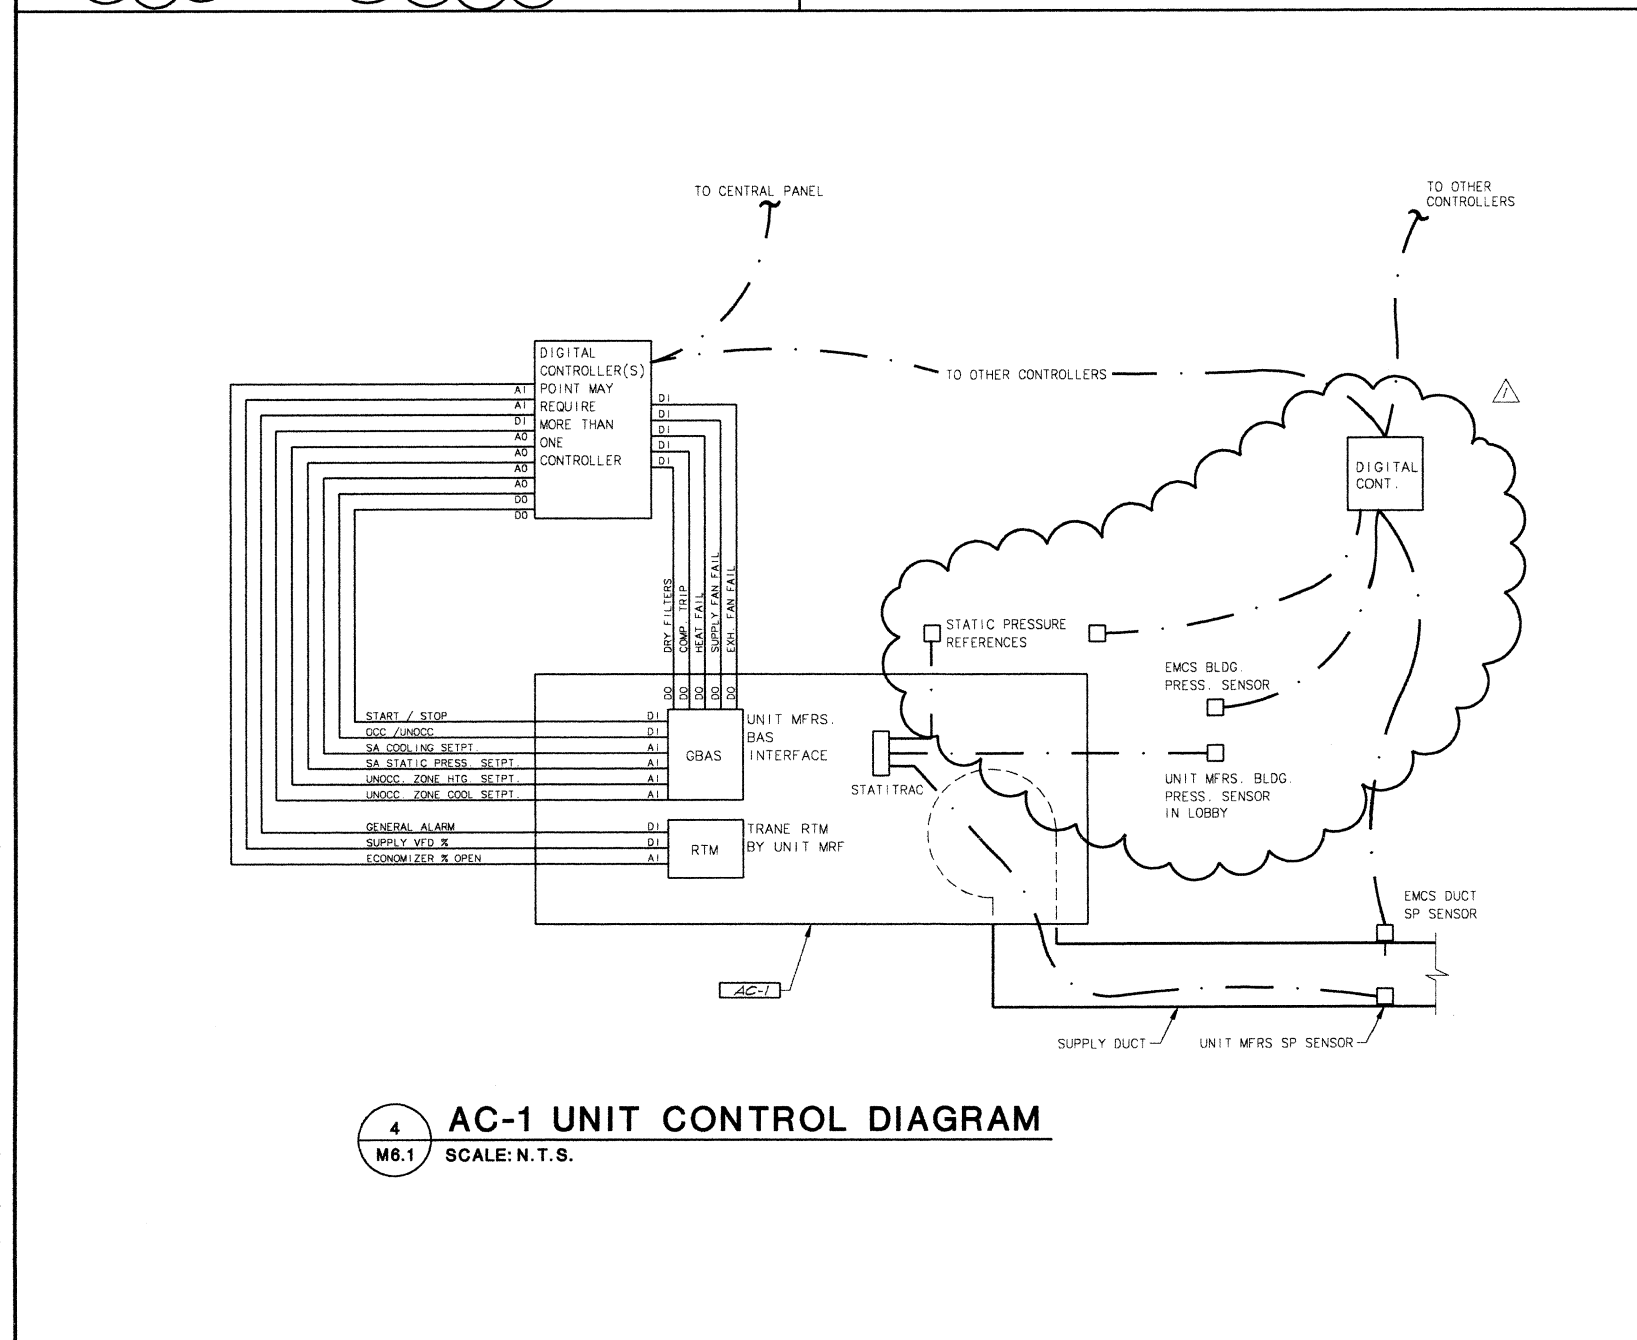 TO CENTRAL PANEL
TO OTHER
CONTROLLERS
DIGITAL
CONTROLLER(S)
POINT MAY
REQUIRE
MORE THAN
ONE
CONTROLLER
AI
AI
DI
AO
AO
AO
AO
DO
DO
DI
DI
DI
DI
DI
TO OTHER CONTROLLERS
1
DIGITAL
CONT.
DRY FILTERS
COMP. TRIP
HEAT FAIL
SUPPLY FAN FAIL
EXH. FAN FAIL
DO
DO
DO
DO
DO
STATIC PRESSURE
REFERENCES
EMCS BLDG.
PRESS. SENSOR
START / STOP
OCC /UNOCC
SA COOLING SETPT.
SA STATIC PRESS. SETPT.
UNOCC. ZONE HTG. SETPT.
UNOCC. ZONE COOL SETPT.
DI
DI
AI
AI
AI
AI
GBAS
UNIT MFRS.
BAS
INTERFACE
STATITRAC
UNIT MFRS. BLDG.
PRESS. SENSOR
IN LOBBY
GENERAL ALARM
SUPPLY VFD %
ECONOMIZER % OPEN
DI
DI
AI
RTM
TRANE RTM
BY UNIT MRF
EMCS DUCT
SP SENSOR
AC-1
SUPPLY DUCT
UNIT MFRS SP SENSOR
4
M6.1
AC-1 UNIT CONTROL DIAGRAM
SCALE: N.T.S.